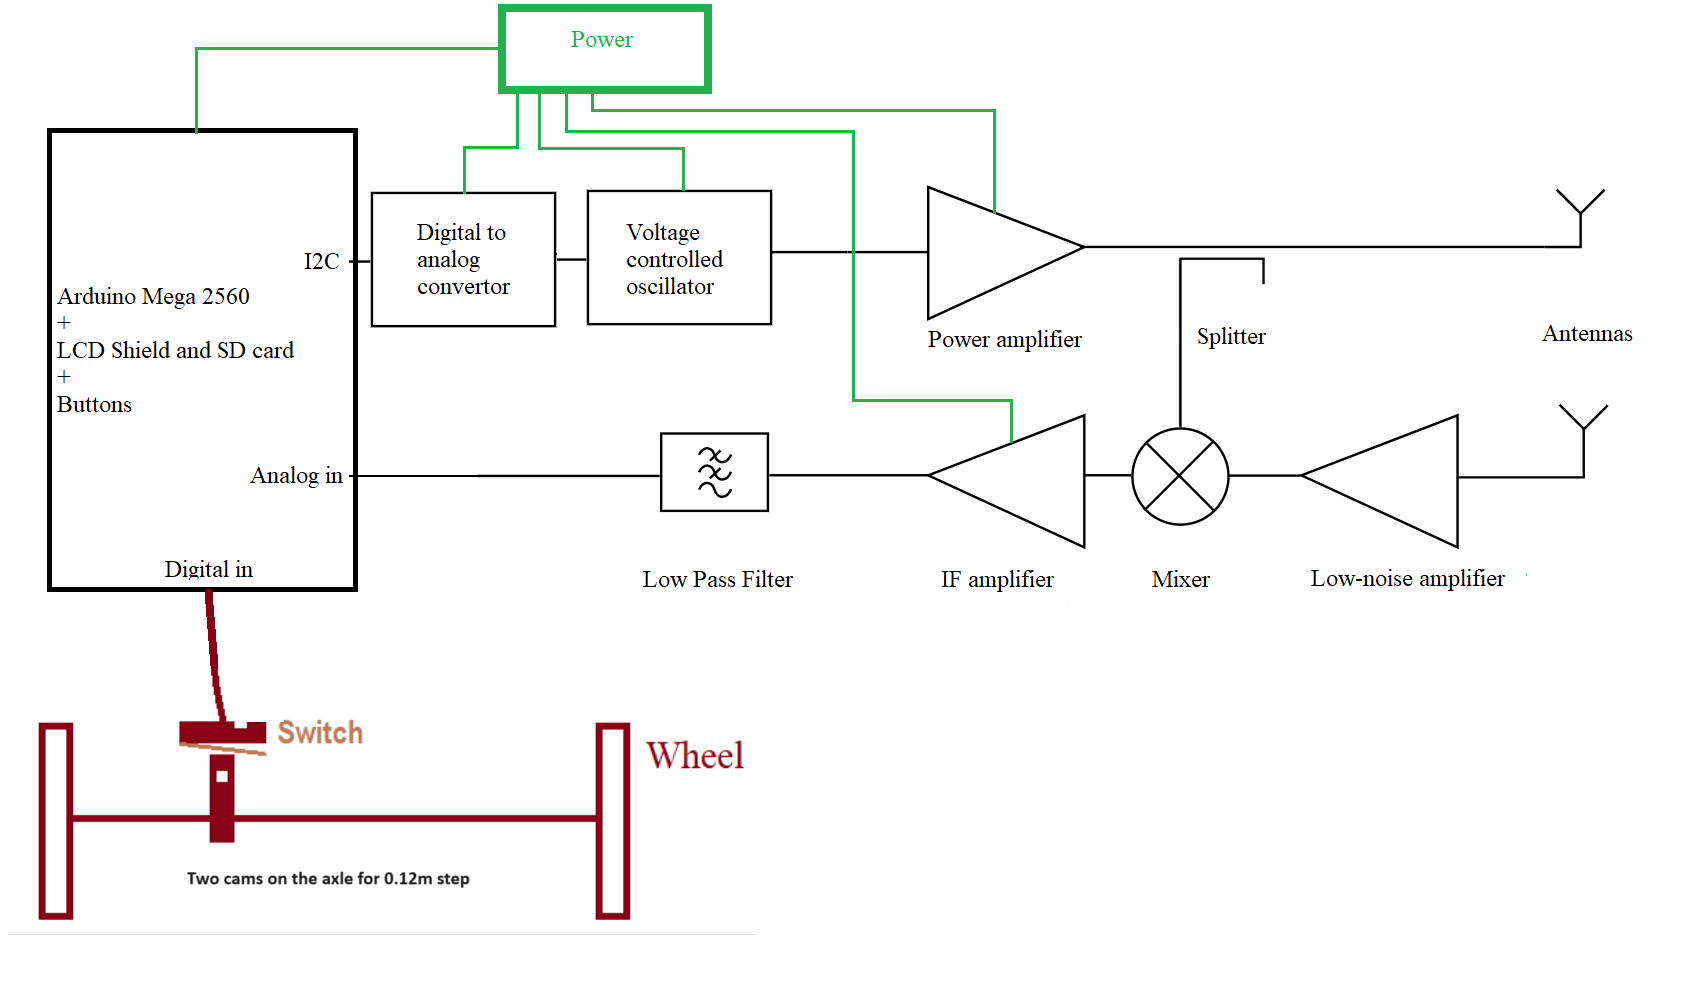 Power
I2C
Digital to
analog
convertor
Voltage
controlled
oscillator
Arduino Mega 2560
+
LCD Shield and SD card
+
Buttons
Power amplifier
Splitter
Antennas
Analog in
Digital in
Low Pass Filter
IF amplifier
Mixer
Low-noise amplifier
Switch
Wheel
Two cams on the axle for 0.12m step